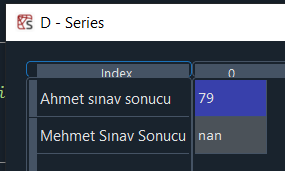 D - Series
Index 0
Ahmet sınav sonucu 79
Mehmet Sınav Sonucu nan